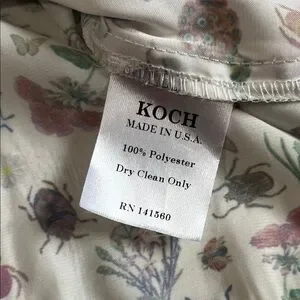 KOCH
MADE IN U.S.A.
100% Polyester
Dry Clean Only
RN 141560